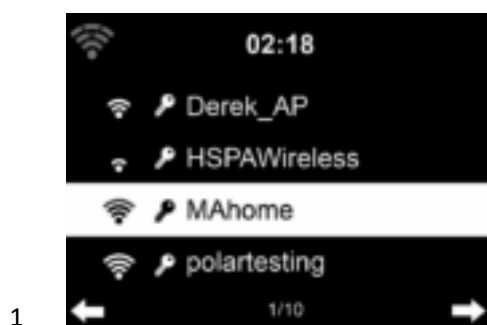 02:18
Derek_AP
HSPAWireless
MAhome
polartesting
1/10
1